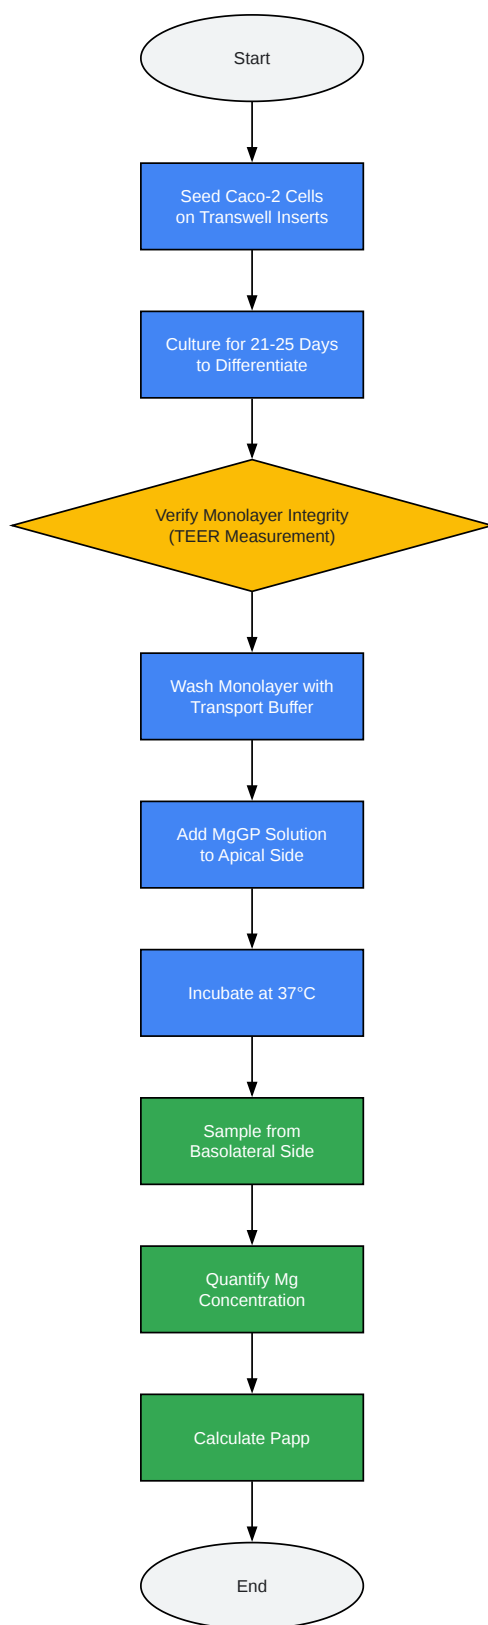 Start
Seed Caco-2 Cells
on Transwell Inserts
Culture for 21-25 Days
to Differentiate
Verify Monolayer Integrity
(TEER Measurement)
Wash Monolayer with
Transport Buffer
Add MgGP Solution
to Apical Side
Incubate at 37°C
Sample from
Basolateral Side
Quantify Mg
Concentration
Calculate Papp
End